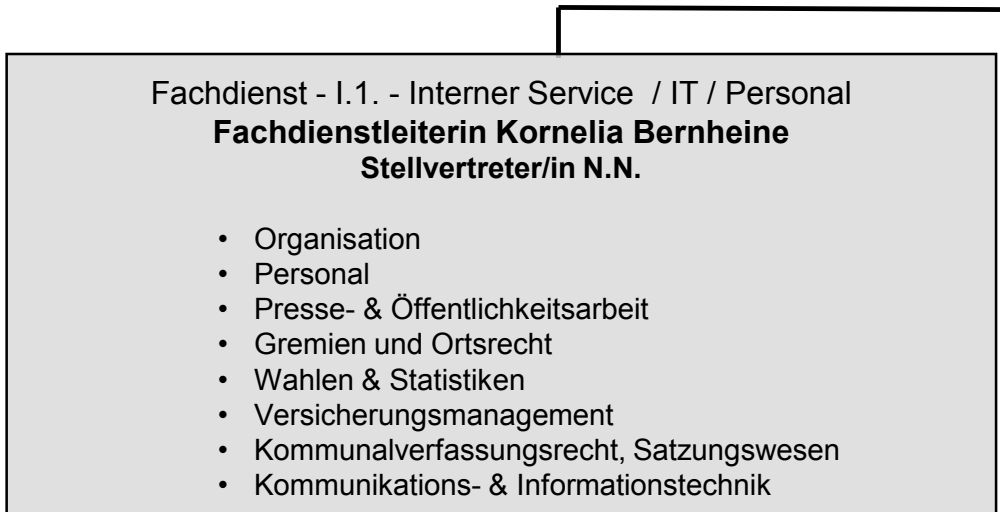 Fachdienst - I.1. - Interner Service / IT / Personal
Fachdienstleiterin Kornelia Bernheine
Stellvertreter/in N.N.
• Organisation
• Personal
• Presse- & Öffentlichkeitsarbeit
• Gremien und Ortsrecht
• Wahlen & Statistiken
• Versicherungsmanagement
• Kommunalverfassungsrecht, Satzungswesen
• Kommunikations- & Informationstechnik